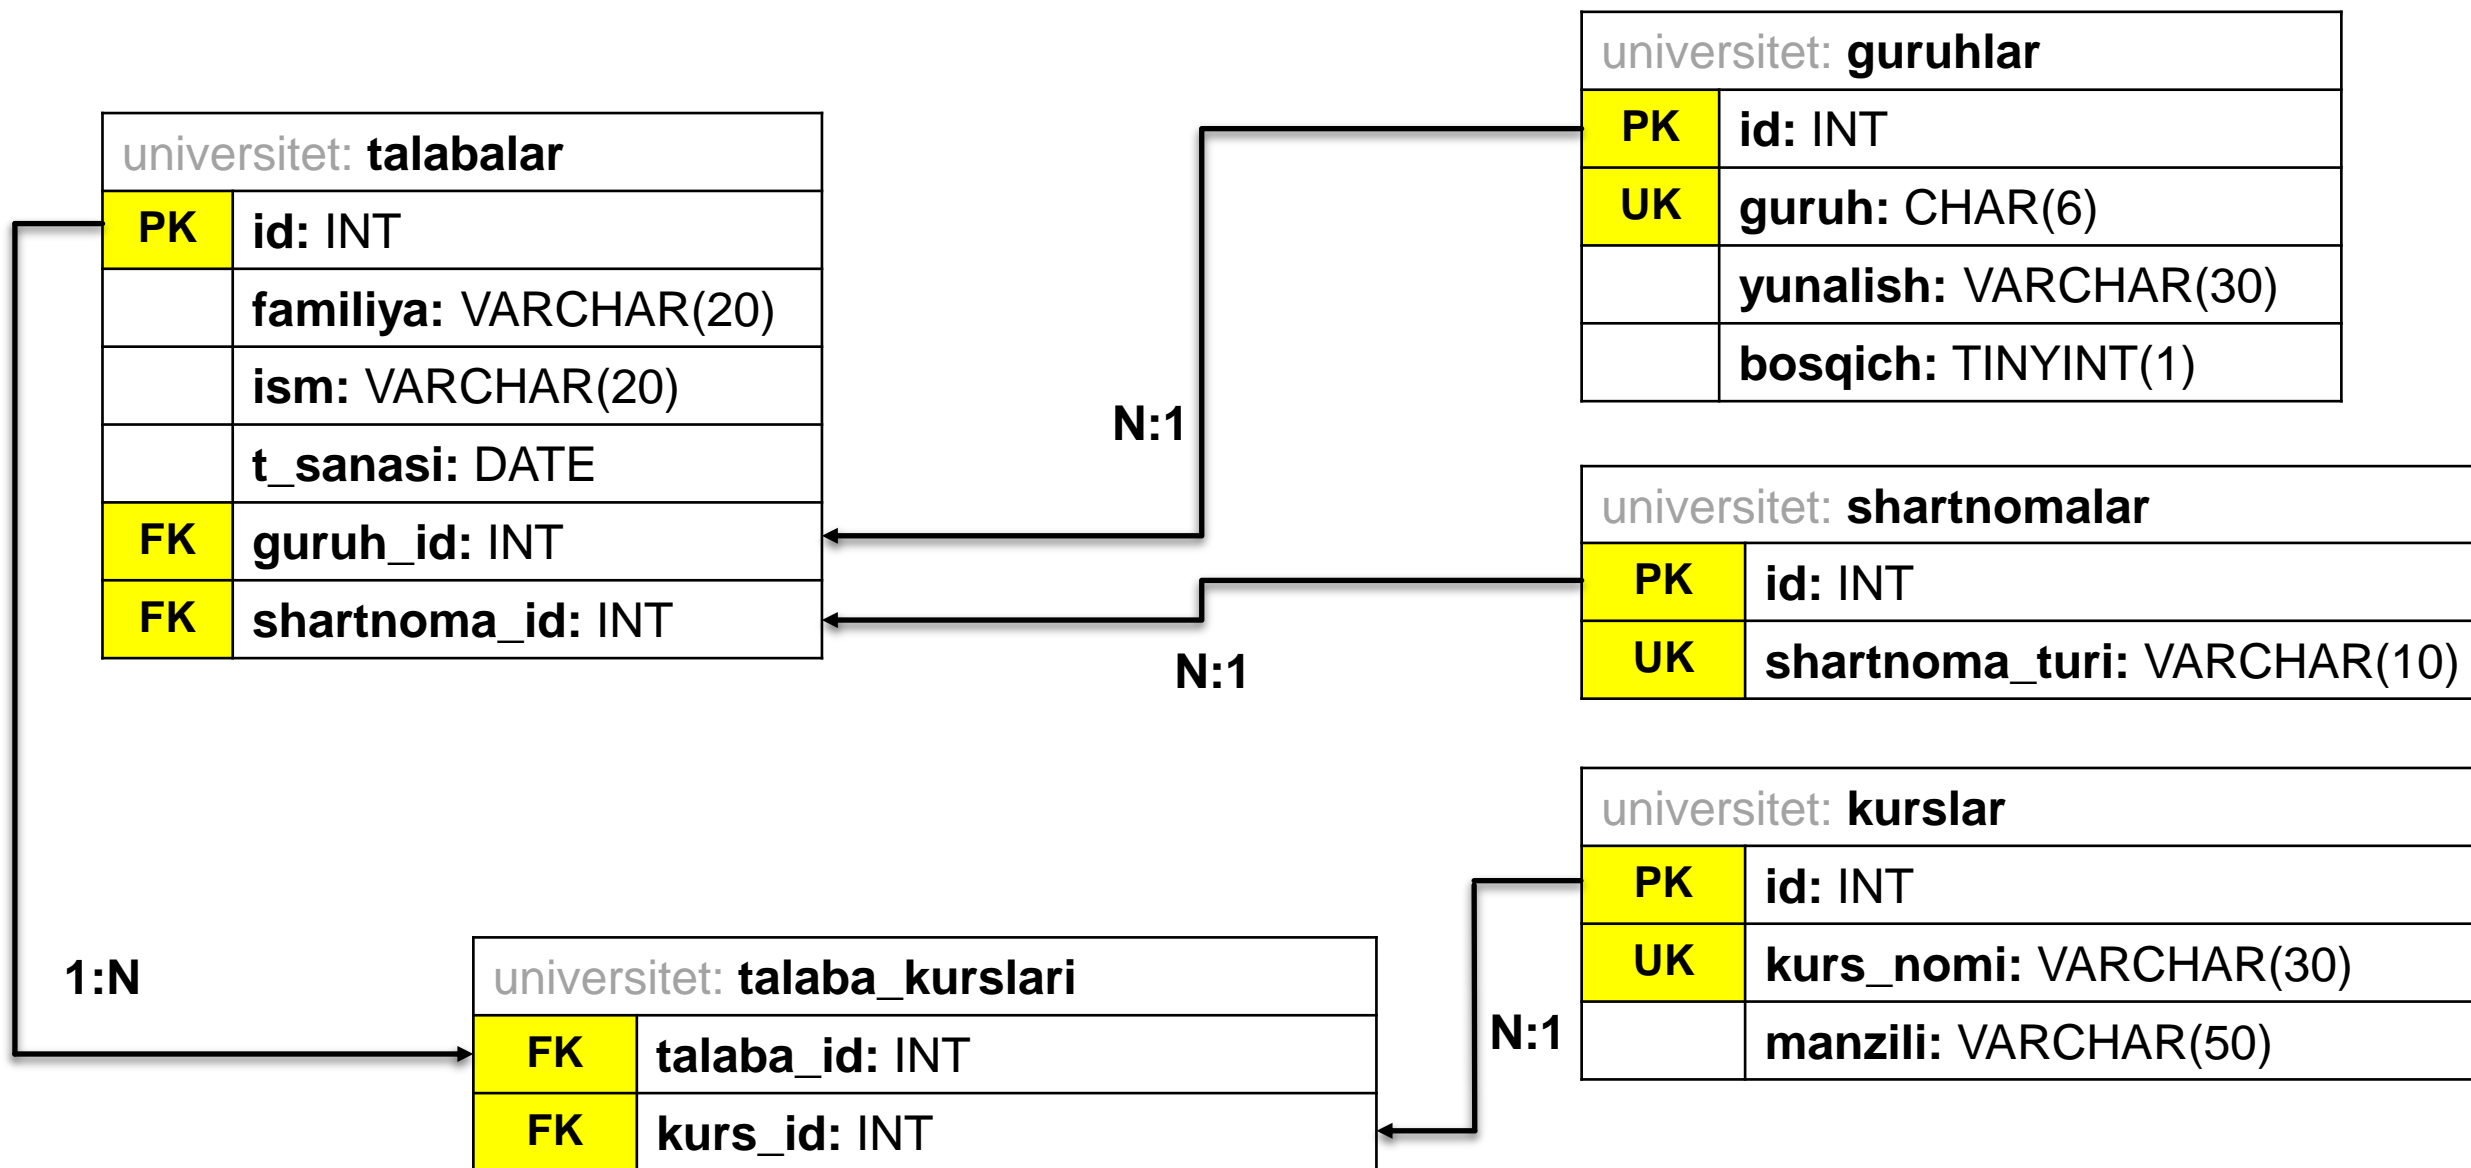 universitet: talabalar
PK id: INT
familiya: VARCHAR(20)
ism: VARCHAR(20)
t_sanasi: DATE
FK guruh_id: INT
FK shartnoma_id: INT
universitet: guruhlar
PK id: INT
UK guruh: CHAR(6)
yunalish: VARCHAR(30)
bosqich: TINYINT(1)
N:1
universitet: shartnomalar
PK id: INT
UK shartnoma_turi: VARCHAR(10)
N:1
universitet: kurslar
PK id: INT
UK kurs_nomi: VARCHAR(30)
manzili: VARCHAR(50)
N:1
1:N
universitet: talaba_kurslari
FK talaba_id: INT
FK kurs_id: INT